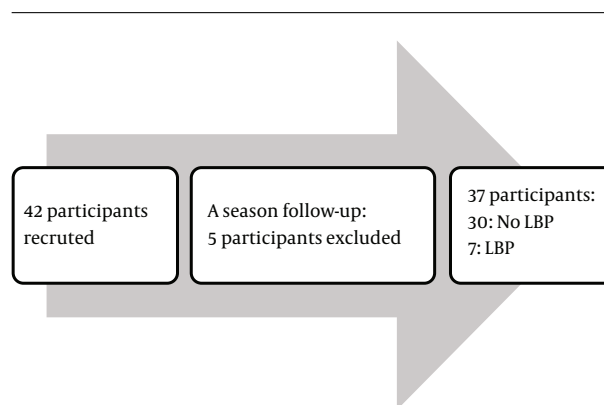 42 participants
recruted
A season follow-up:
5 participants excluded
37 participants:
30: No LBP
7: LBP